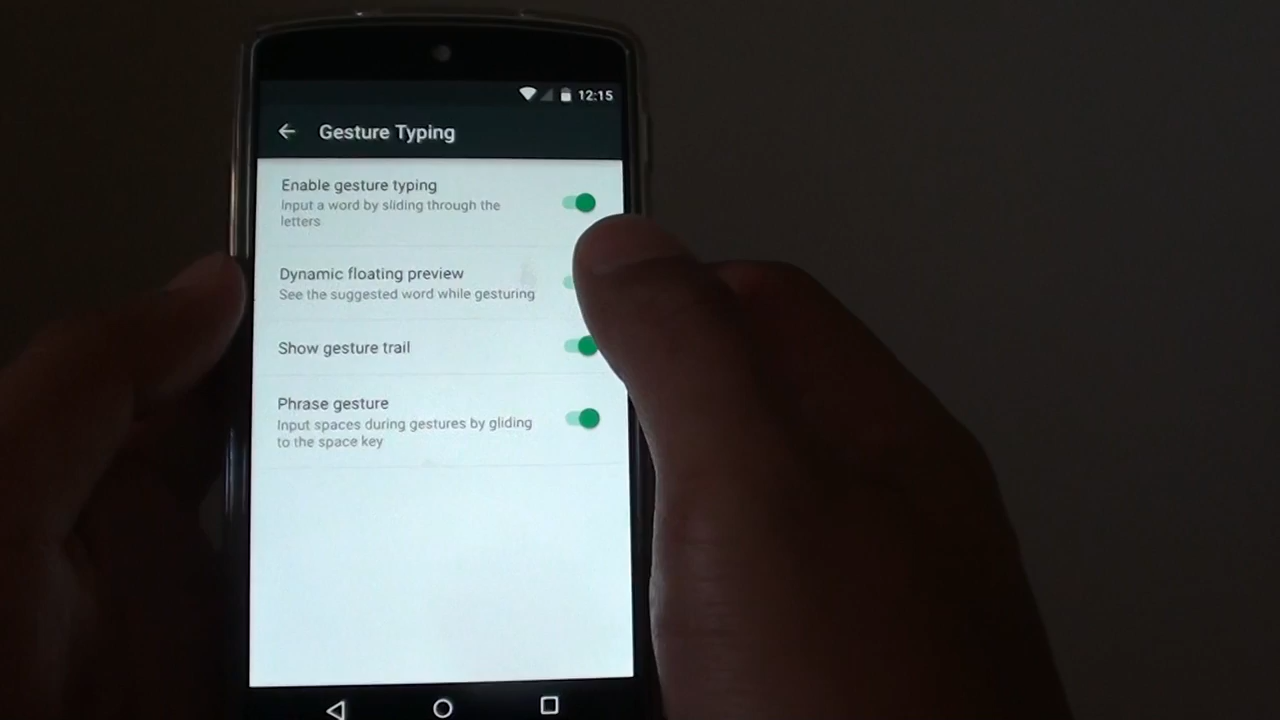 12:15
Gesture Typing
Enable gesture typing
Input a word by sliding through the
letters
Dynamic floating preview
See the suggested word while gesturing
Show gesture trail
Phrase gesture
Input spaces during gestures by gliding
to the space key